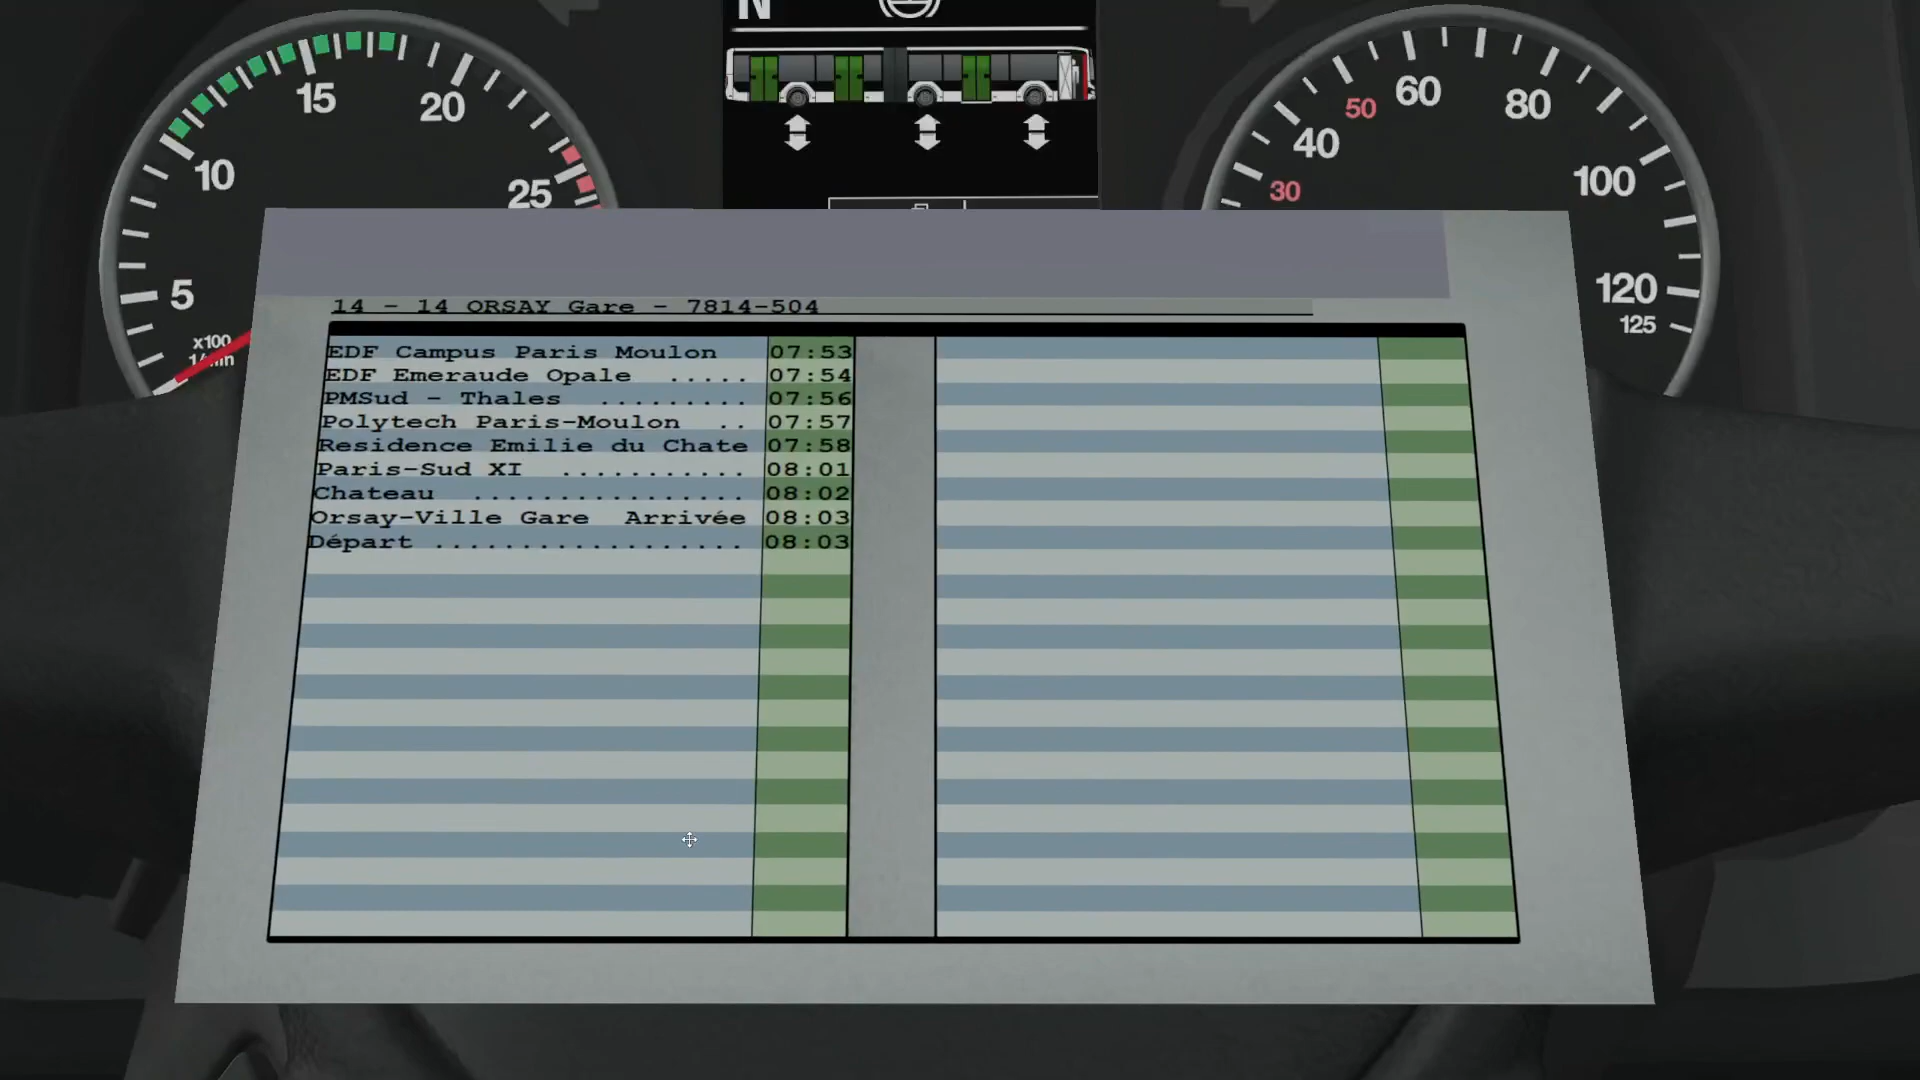 N
15
20
10
25
5
x100
1/min
60
50
80
40
100
30
120
125
14 - 14 ORSAY Gare - 7814-504
EDF Campus Paris Moulon 07:53
EDF Emeraude Opale ..... 07:54
PMSud - Thales ......... 07:56
Polytech Paris-Moulon .. 07:57
Residence Emilie du Chate 07:58
Paris-Sud XI ........... 08:01
Chateau ................ 08:02
Orsay-Ville Gare Arrivée 08:03
Départ .................. 08:03